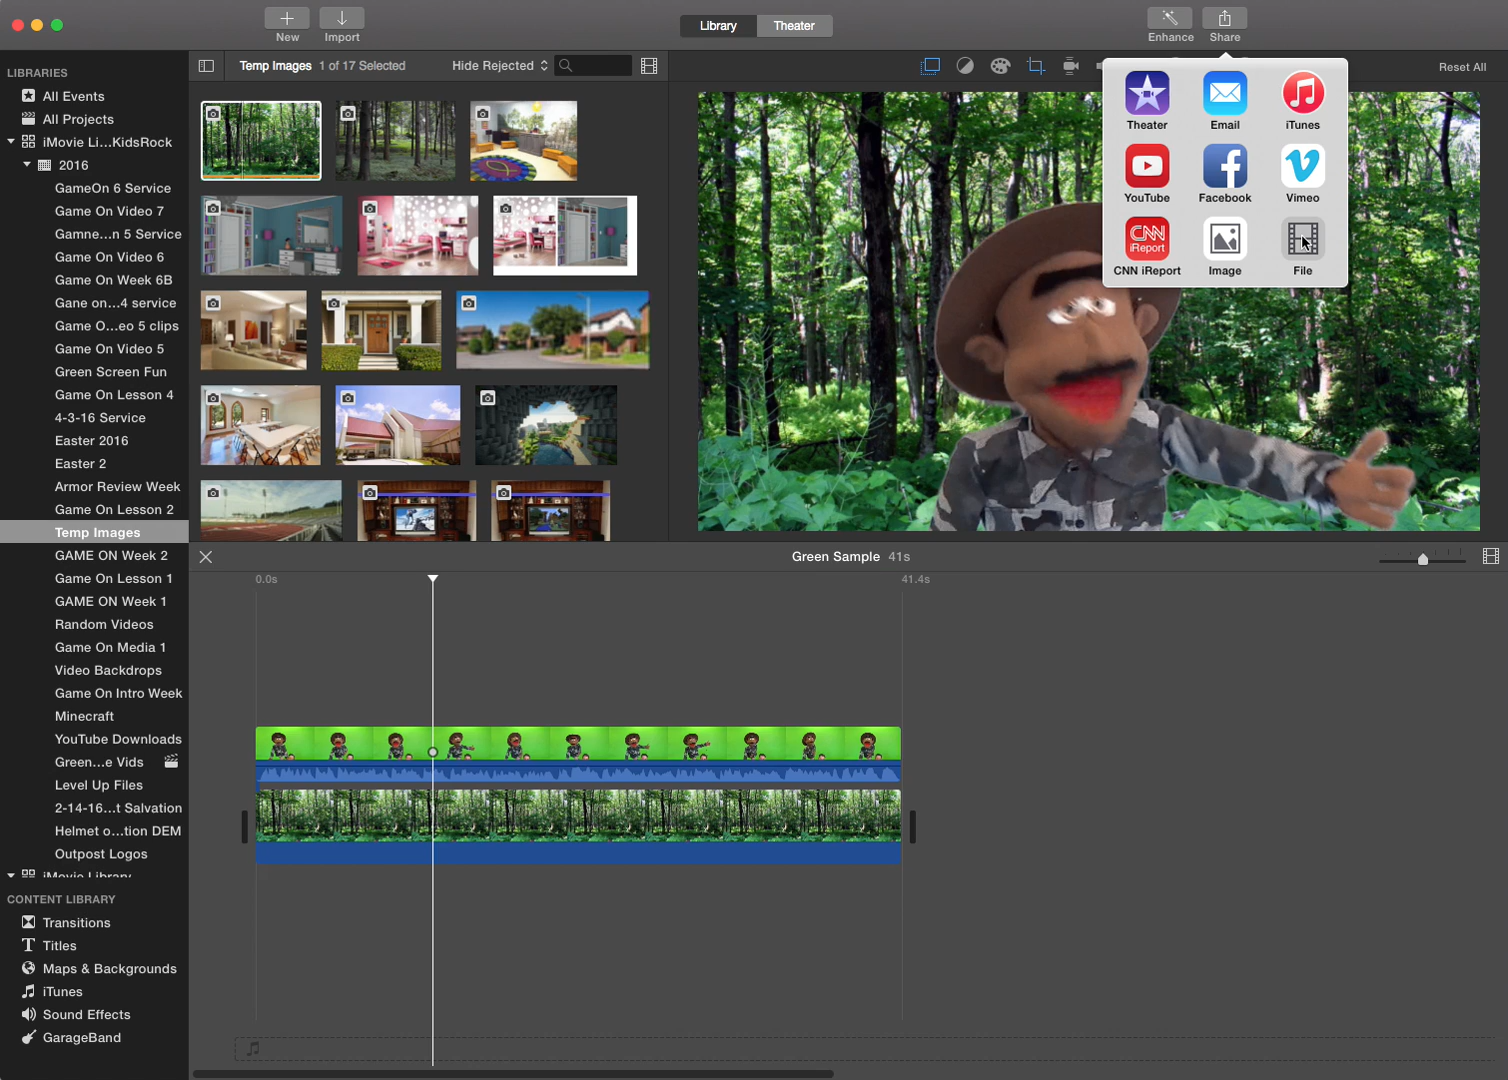 New
Import
Library
Theater
Enhance
Share
LIBRARIES
All Events
All Projects
iMovie Li...KidsRock
2016
GameOn 6 Service
Game On Video 7
Gamne...n 5 Service
Game On Video 6
Game On Week 6B
Gane on...4 service
Game O...eo 5 clips
Game On Video 5
Green Screen Fun
Game On Lesson 4
4-3-16 Service
Easter 2016
Easter 2
Armor Review Week
Game On Lesson 2
Temp Images
GAME ON Week 2
Game On Lesson 1
GAME ON Week 1
Random Videos
Game On Media 1
Video Backdrops
Game On Intro Week
Minecraft
YouTube Downloads
Green...e Vids
Level Up Files
2-14-16...t Salvation
Helmet o...tion DEM
Outpost Logos
iMovie Library
CONTENT LIBRARY
Transitions
Titles
Maps & Backgrounds
iTunes
Sound Effects
GarageBand
Temp Images 1 of 17 Selected
Hide Rejected
Reset All
Theater
Email
iTunes
YouTube
Facebook
Vimeo
CNN
iReport
CNN iReport
Image
File
Green Sample 41s
0.0s
41.4s